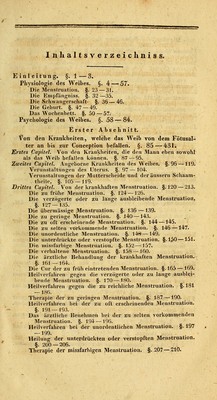 Inhaltsverzeichniss.
Einleitung. §. 1—3.
Physiologie des Weibes. §. 4—57.
Die Menstruation. §. 23—31.
Die Empfängniss. §. 32—35.
Die Schwangerschaft §. 36—46.
Die Geburt. §. 47—49.
Das Wochenbett. §. 50—57.
Psychologie des Weibes. §. 58—84.
Erster Abschnitt.
Von den Krankheiten, welche das Weib von dem Fötusal-
ter an bis zur Conception befallen. §. 85—431.
Erstes Capitel. Von den Krankheiten, die den Mann eben sowohl
als das Weib befallen können. §. 87—95.
Zweites Capitel. Angeborne Krankheiten des Weibes. §. 96—119.
Verunstaltungen des Uterus. §. 97—104.
Verunstaltungen der Mutterscheide und der äussern Schaam-
theile. §. 105—119.
Drittes Capitel. Von der krankhaften Menstruation. §. 120—213.
Die zu frühe Menstruation. §. 124—126.
Die verzögerte oder zu lange ausbleibende Menstruation.
§. 127—135.
Die übermässige Menstruation. §. 136—139.
Die zu geringe Menstruation. §. 140—143.
Die zu oft erscheinende Menstruation. §. 144—145.
Die zu selten vorkommende Menstruation. §. 146—147.
Die unordentliche Menstruation. §. 148—149.
Die unterdrückte oder verstopfte Menstruation. §. 150—151.
Die missfarbige Menstruation. §. 152—157.
Die verhaltene Menstruation. §. 158—160.
Die ärztliche Behandlung der krankhaften Menstruation.
§. 161—164.
Die Cur der zu früh eintretenden Menstruation. §. 165—169.
Heilverfahren gegen die verzögerte oder zu lange ausblei-
bende Menstruation. §. 170—180.
Heilverfahren gegen die zu reichliche Menstruation. §. 181
—186.
Therapie der zu geringen Menstruation. §. 187—190.
Heilverfahren bei der zu oft erscheinenden Menstruation.
§. 191—193.
Das ärztliche Benehmen bei der zu selten vorkommenden
Menstruation. §. 194—196.
Heilverfahren bei der unordentlichen Menstruation. §. 197
—199.
Heilung der unterdrückten oder verstopften Menstruation.
§. 200—206.
Therapie der missfarbigen Menstruation. §. 207—210.